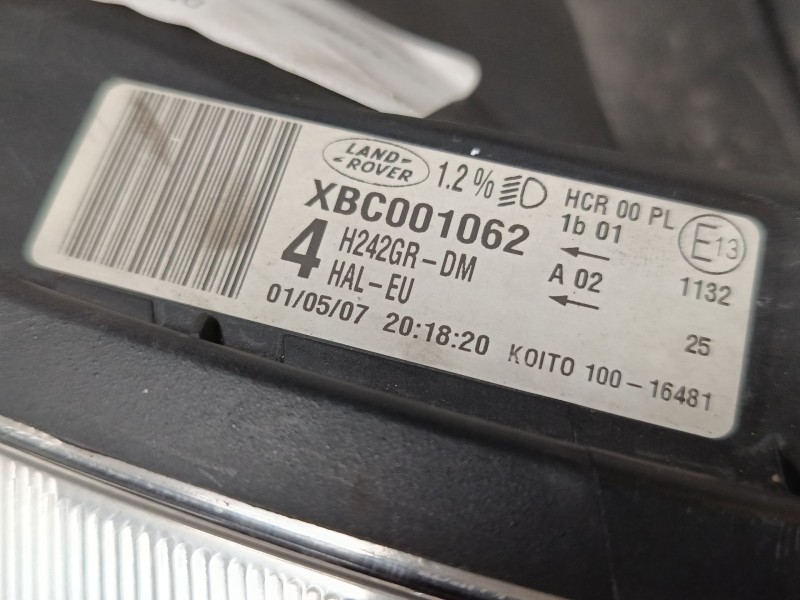 LAND-
-ROVER
1.2%
XBC001062
4
H242GR-DM
HAL-EU
01/05/07 20:18:20
HCR 00 PL
1b 01
←
A 02
←
E13
1132
25
KOITO 100-16481